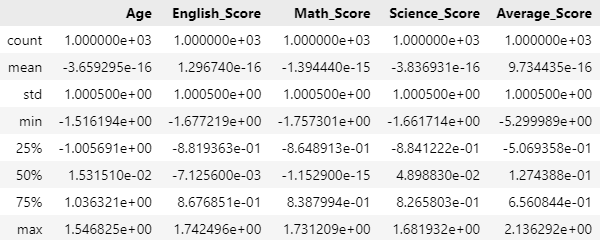 Age English_Score Math_Score Science_Score Average_Score
count 1.000000e+03 1.000000e+03 1.000000e+03 1.000000e+03 1.000000e+03
mean -3.659295e-16 1.296740e-16 -1.394440e-15 -3.836931e-16 9.734435e-16
std 1.000500e+00 1.000500e+00 1.000500e+00 1.000500e+00 1.000500e+00
min -1.516194e+00 -1.677219e+00 -1.757301e+00 -1.661714e+00 -5.299989e+00
25% -1.005691e+00 -8.819363e-01 -8.648913e-01 -8.841222e-01 -5.069358e-01
50% 1.531510e-02 -7.125600e-03 -1.152900e-15 4.898830e-02 1.274388e-01
75% 1.036321e+00 8.676851e-01 8.387994e-01 8.265803e-01 6.560844e-01
max 1.546825e+00 1.742496e+00 1.731209e+00 1.681932e+00 2.136292e+00